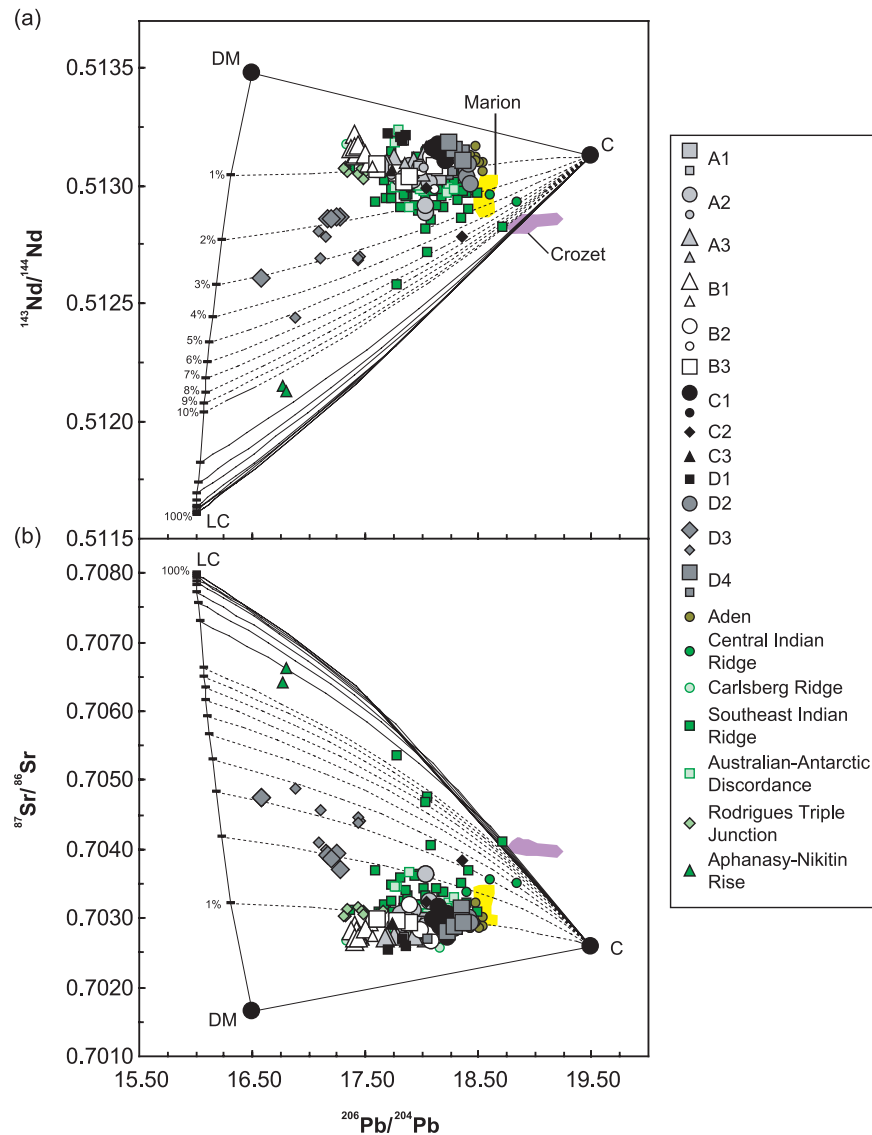 (a)
0.5135
0.5130
0.5125
0.5120
0.5115
¹⁴³Nd/¹⁴⁴Nd
DM
Marion
C
Crozet
1%
2%
3%
4%
5%
6%
7%
8%
9%
10%
100%
LC
(b)
LC
100%
0.7080
0.7070
0.7060
0.7050
0.7040
0.7030
0.7020
0.7010
⁸⁷Sr/⁸⁶Sr
1%
C
DM
15.50
16.50
17.50
18.50
19.50
²⁰⁶Pb/²⁰⁴Pb
A1
A2
A3
B1
B2
B3
C1
C2
C3
D1
D2
D3
D4
Aden
Central Indian
Ridge
Carlsberg Ridge
Southeast Indian
Ridge
Australian-Antarctic
Discordance
Rodrigues Triple
Junction
Aphanasy-Nikitin
Rise